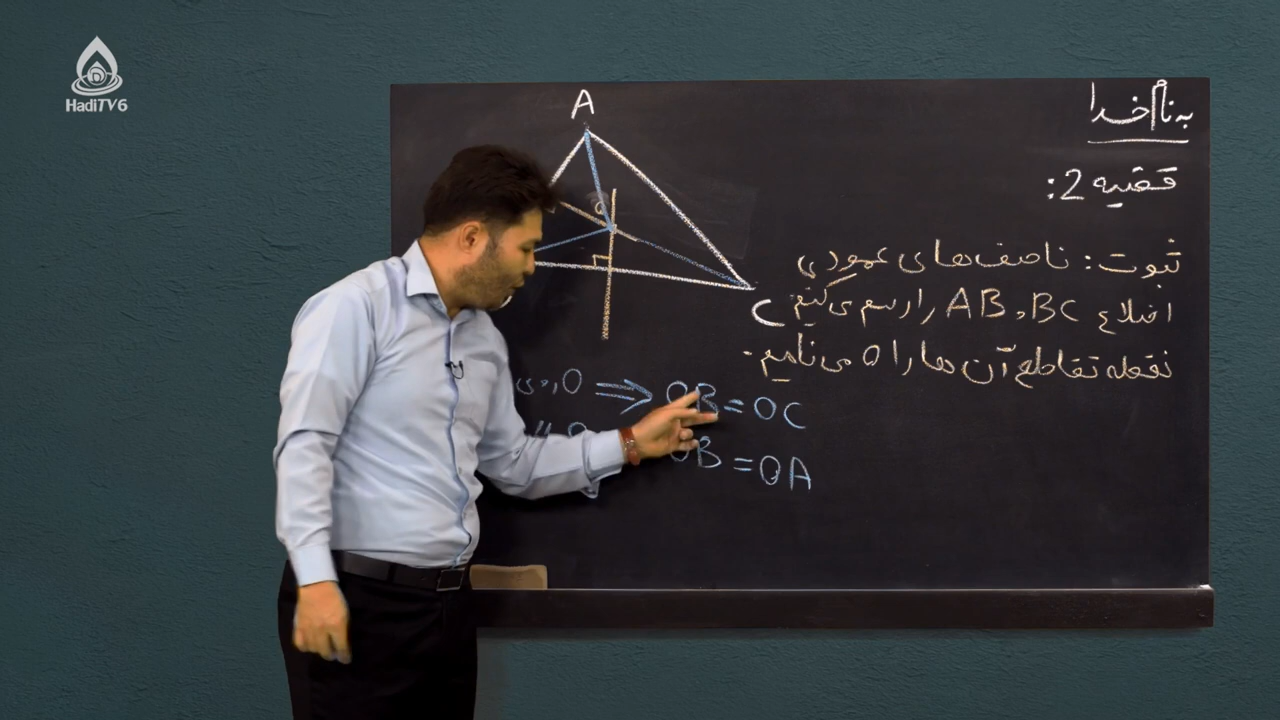 HadiTV6
به نام خدا
قضیه 2:
ثبوت: ناصف های عمودی
اضلاع AB، BC را رسم می کنیم
نقطه تقاطع آن ها را O می نامیم.
A
C
O
O ⇒ OB = OC
OB = OA